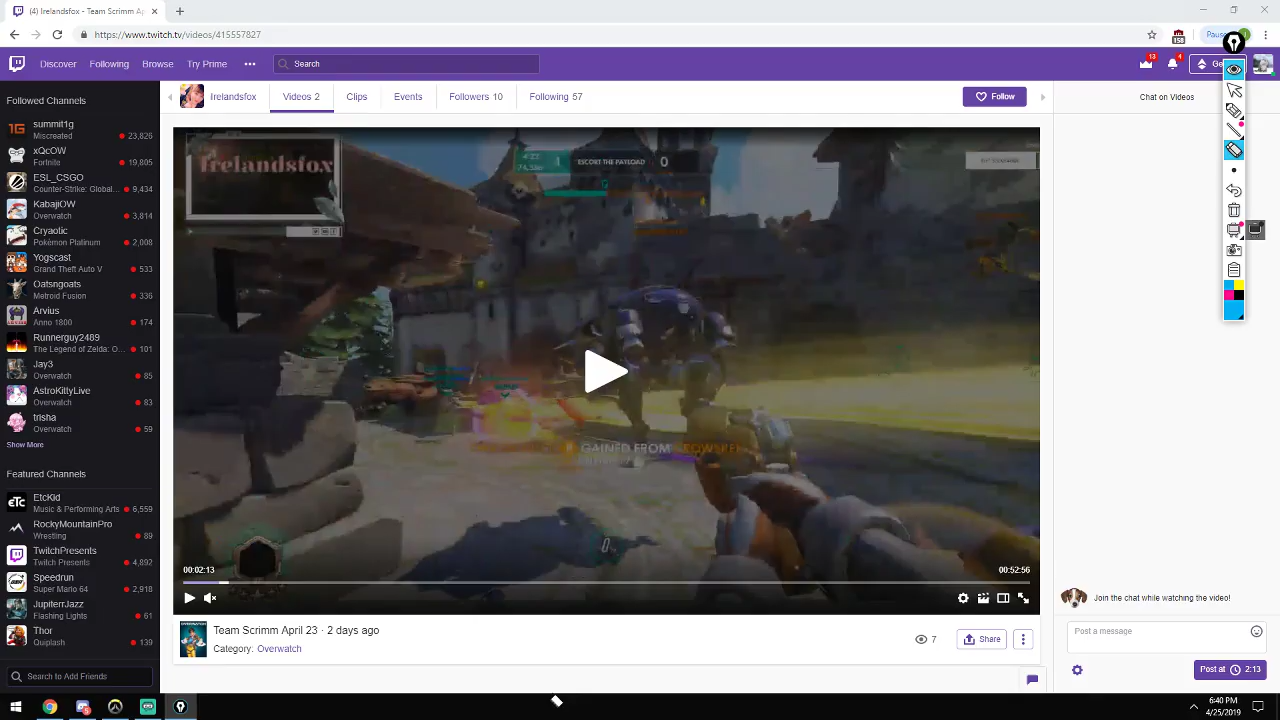 (4) Irelandsfox - Team Scrimm Ap
https://www.twitch.tv/videos/415557827
158
Discover
Following
Browse
Try Prime
Search
13
4
Followed Channels
summit1g
Miscreated
23,826
xQcOW
Fortnite
19,805
ESL_CSGO
Counter-Strike: Global...
9,434
KabajiOW
Overwatch
3,814
Cryaotic
Pokémon Platinum
2,008
Yogscast
Grand Theft Auto V
533
Oatsngoats
Metroid Fusion
336
Arvius
Anno 1800
174
Runnerguy2489
The Legend of Zelda: O...
101
Jay3
Overwatch
85
AstroKittyLive
Overwatch
83
trisha
Overwatch
59
Show More
Featured Channels
EtcKid
Music & Performing Arts
6,559
RockyMountainPro
Wrestling
89
TwitchPresents
Twitch Presents
4,892
Speedrun
Super Mario 64
2,918
JupiterrJazz
Flashing Lights
61
Thor
Quiplash
139
Search to Add Friends
Irelandsfox
Videos 2
Clips
Events
Followers 10
Following 57
Follow
Irelandsfox
ESCORT THE PAYLOAD
0
GAINED FROM
00:02:13
00:52:56
Team Scrimm April 23 · 2 days ago
Category: Overwatch
7
Share
Chat on Videos
Join the chat while watching the video!
Post a message
Post at 2:13
6:40 PM
4/25/2019